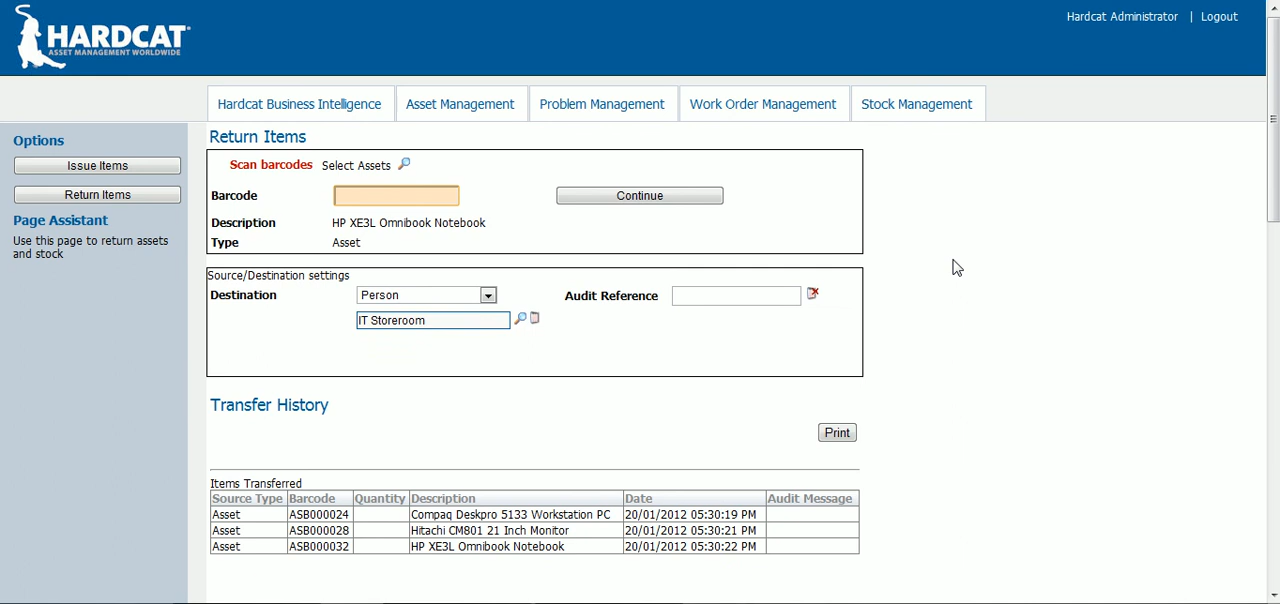 Hardcat Administrator | Logout
HARDCAT
ASSET MANAGEMENT WORLDWIDE
Hardcat Business Intelligence Asset Management Problem Management Work Order Management Stock Management
Options
Issue Items
Return Items
Page Assistant
Use this page to return assets
and stock
Return Items
Scan barcodes Select Assets
Barcode Continue
Description HP XE3L Omnibook Notebook
Type Asset
Source/Destination settings
Destination Person Audit Reference
IT Storeroom
Transfer History
Print
Items Transferred
Source Type Barcode Quantity Description Date Audit Message
Asset ASB000024 Compaq Deskpro 5133 Workstation PC 20/01/2012 05:30:19 PM
Asset ASB000028 Hitachi CM801 21 Inch Monitor 20/01/2012 05:30:21 PM
Asset ASB000032 HP XE3L Omnibook Notebook 20/01/2012 05:30:22 PM